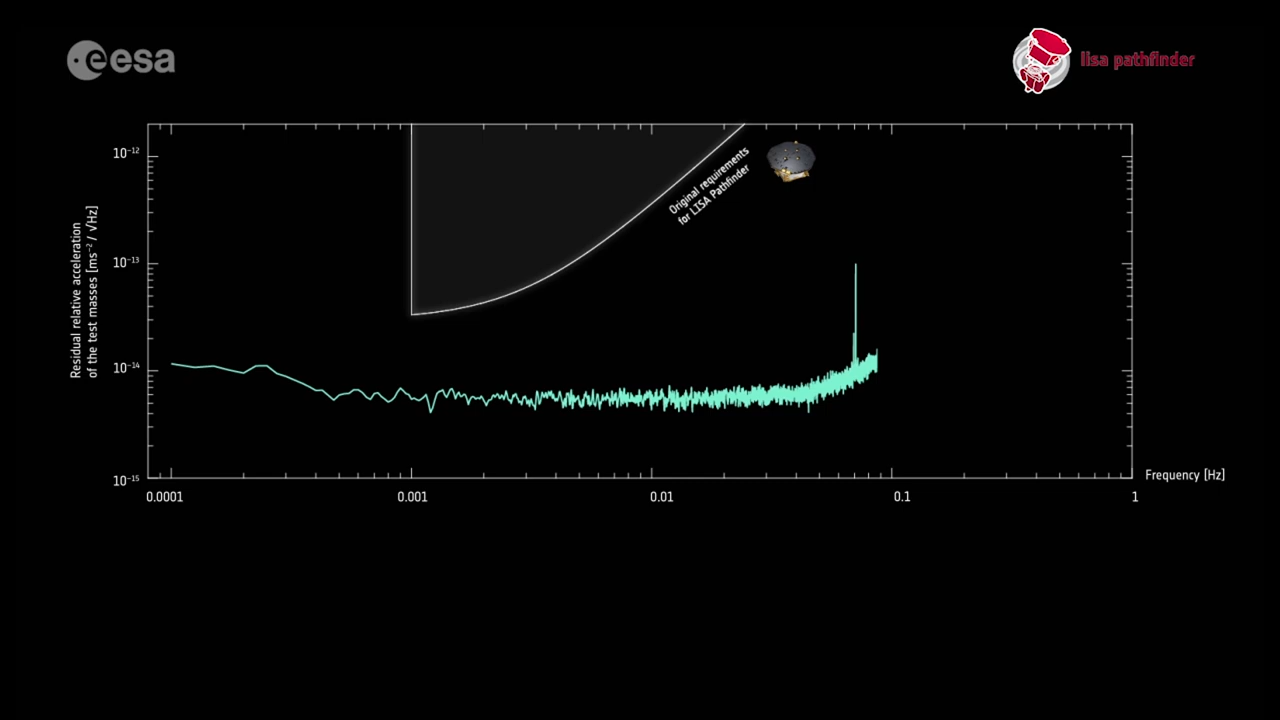 esa
lisa pathfinder
10⁻¹²
10⁻¹³
10⁻¹⁴
10⁻¹⁵
Residual relative acceleration
of the test masses [ms⁻² / √Hz]
Original requirements
for LISA Pathfinder
Frequency [Hz]
0.0001
0.001
0.01
0.1
1